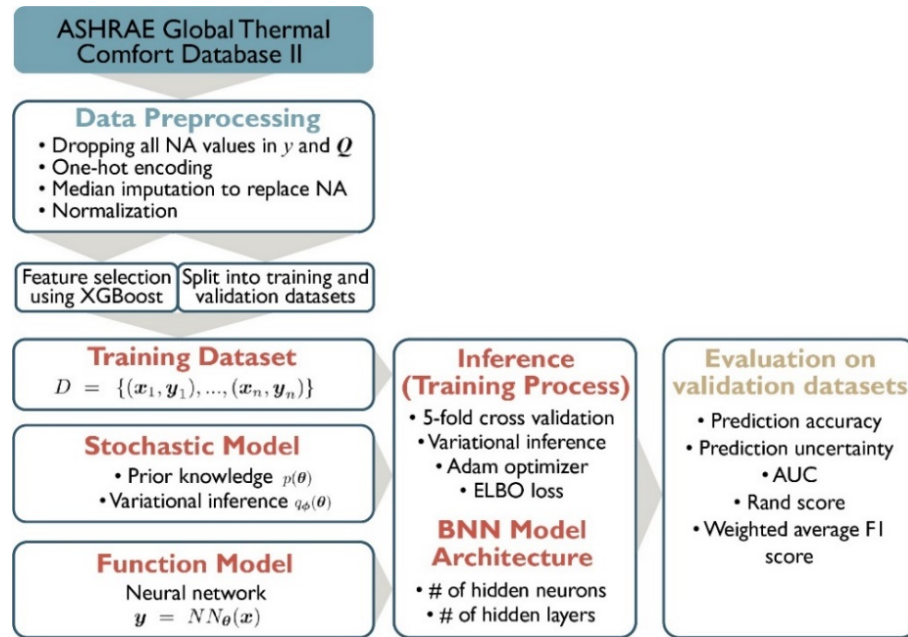 ASHRAE Global Thermal
Comfort Database II
Data Preprocessing
• Dropping all NA values in y and Q
• One-hot encoding
• Median imputation to replace NA
• Normalization
Feature selection
using XGBoost
Split into training and
validation datasets
Training Dataset
D = {(x₁, y₁), ..., (xₙ, yₙ)}
Stochastic Model
• Prior knowledge p(θ)
• Variational inference q_ϕ(θ)
Function Model
Neural network
y = NN_θ(x)
Inference
(Training Process)
• 5-fold cross validation
• Variational inference
• Adam optimizer
• ELBO loss
BNN Model
Architecture
• # of hidden neurons
• # of hidden layers
Evaluation on
validation datasets
• Prediction accuracy
• Prediction uncertainty
• AUC
• Rand score
• Weighted average F1
score